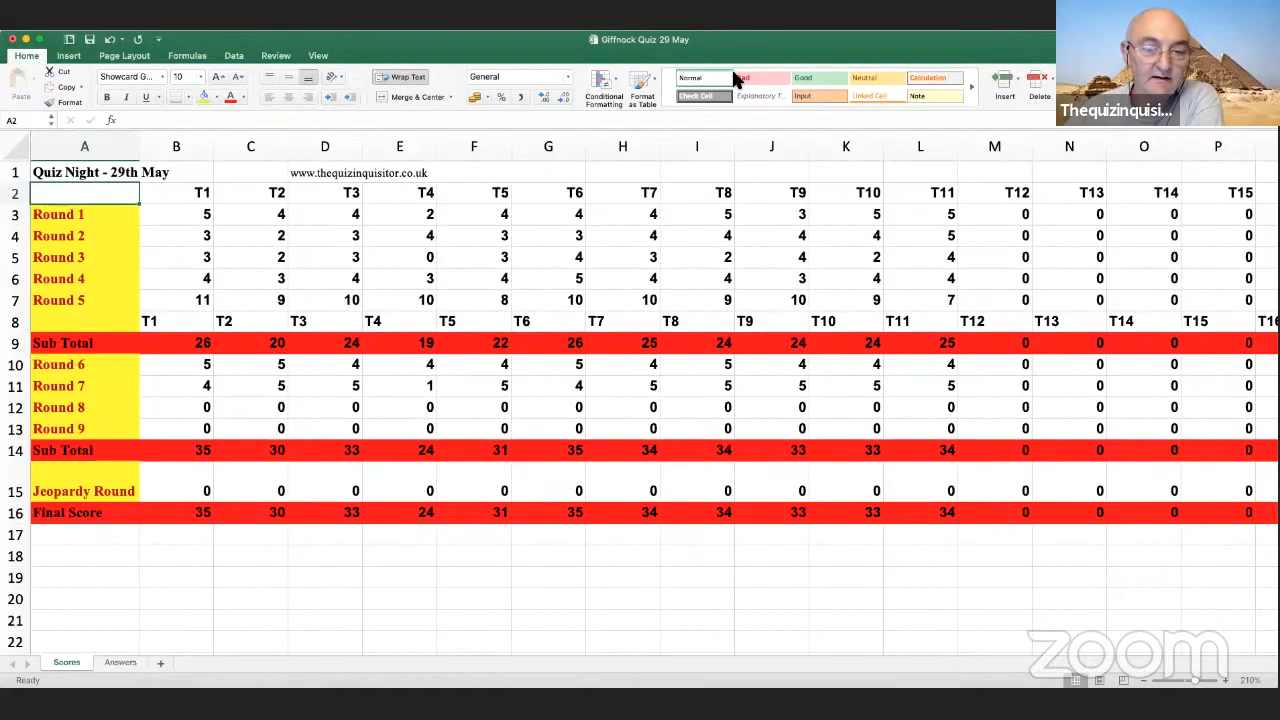 Giffnock Quiz 29 May
Home Insert Page Layout Formulas Data Review View
Cut
Copy
Format
Paste
Showcard G... 10
Wrap Text
Merge & Center
General
Conditional Formatting
Format as Table
Normal Good Neutral Calculation
Check Cell Explanatory T... Input Linked Cell Note
Insert Delete
Thequizinquisi...
A2 fx
A B C D E F G H I J K L M N O P
1 Quiz Night - 29th May www.thequizinquisitor.co.uk
2 T1 T2 T3 T4 T5 T6 T7 T8 T9 T10 T11 T12 T13 T14 T15
3 Round 1 5 4 4 2 4 4 4 5 3 5 5 0 0 0 0
4 Round 2 3 2 3 4 3 3 4 4 4 4 5 0 0 0 0
5 Round 3 3 2 3 0 3 4 3 2 4 2 4 0 0 0 0
6 Round 4 4 3 4 3 4 5 4 4 3 4 4 0 0 0 0
7 Round 5 11 9 10 10 8 10 10 9 10 9 7 0 0 0 0
8 T1 T2 T3 T4 T5 T6 T7 T8 T9 T10 T11 T12 T13 T14 T15
9 Sub Total 26 20 24 19 22 26 25 24 24 24 25 0 0 0 0
10 Round 6 5 5 4 4 4 5 4 5 4 4 4 0 0 0 0
11 Round 7 4 5 5 1 5 4 5 5 5 5 5 0 0 0 0
12 Round 8 0 0 0 0 0 0 0 0 0 0 0 0 0 0 0
13 Round 9 0 0 0 0 0 0 0 0 0 0 0 0 0 0 0
14 Sub Total 35 30 33 24 31 35 34 34 33 33 34 0 0 0 0
15 Jeopardy Round 0 0 0 0 0 0 0 0 0 0 0 0 0 0 0
16 Final Score 35 30 33 24 31 35 34 34 33 33 34 0 0 0 0
17
18
19
20
21
22
Scores Answers +
Ready
210%
zoom